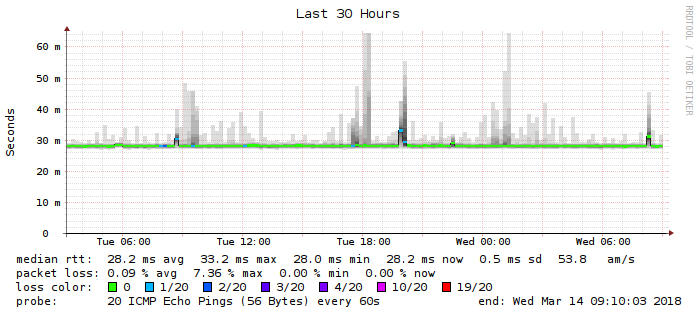 Last 30 Hours
RRDTOOL / TOBI OETIKER
Seconds
60 m
50 m
40 m
30 m
20 m
10 m
0
Tue 06:00 Tue 12:00 Tue 18:00 Wed 00:00 Wed 06:00
median rtt: 28.2 ms avg 33.2 ms max 28.0 ms min 28.2 ms now 0.5 ms sd 53.8 am/s
packet loss: 0.09 % avg 7.36 % max 0.00 % min 0.00 % now
loss color: 0 1/20 2/20 3/20 4/20 10/20 19/20
probe: 20 ICMP Echo Pings (56 Bytes) every 60s end: Wed Mar 14 09:10:03 2018